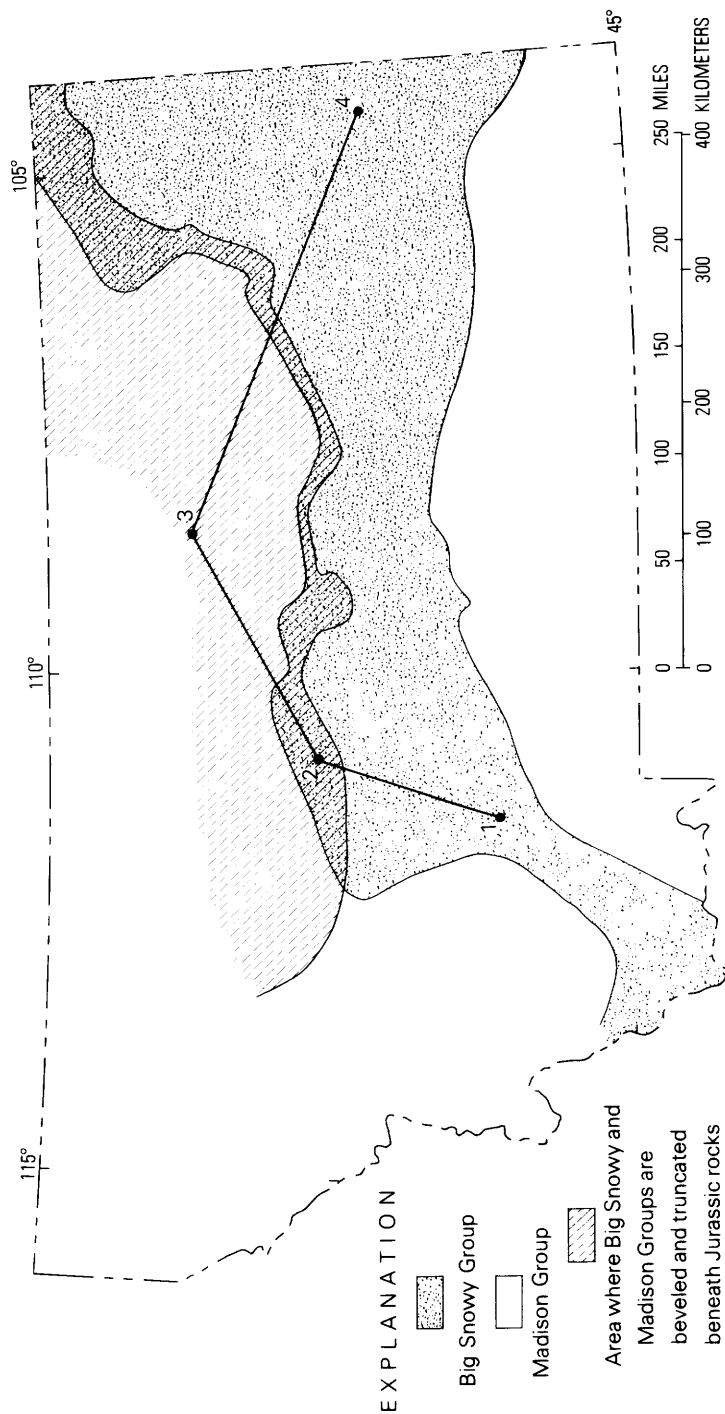 115°
110°
105°
45°
1
2
3
4
EXPLANATION
Big Snowy Group
Madison Group
Area where Big Snowy and
Madison Groups are
beveled and truncated
beneath Jurassic rocks
0 50 100 150 200 250 MILES
0 100 200 300 400 KILOMETERS